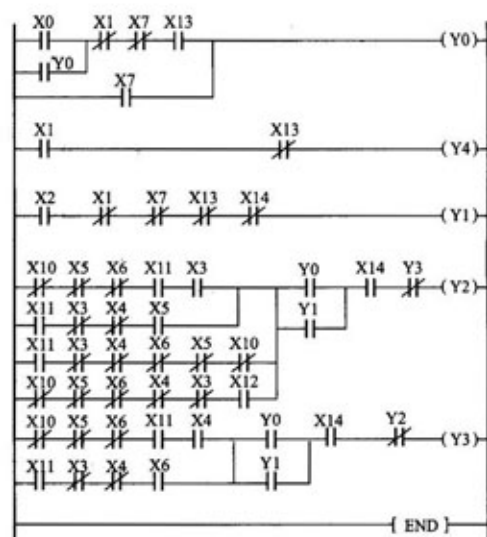 X0 X1 X7 X13
(Y0)
Y0
X7
X1 X13
(Y4)
X2 X1 X7 X13 X14
(Y1)
X10 X5 X6 X11 X3 Y0 X14 Y3
(Y2)
X11 X3 X4 X5 Y1
X11 X3 X4 X6 X5 X10
X10 X5 X6 X4 X3 X12
X10 X5 X6 X11 X4 Y0 X14 Y2
(Y3)
X11 X3 X4 X6 Y1
[ END ]